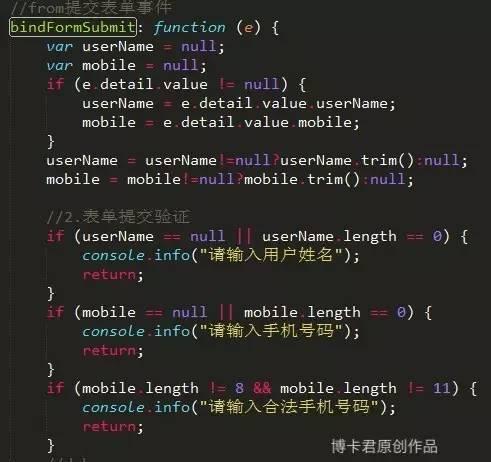 //from提交表单事件
bindFormSubmit: function (e) {
    var userName = null;
    var mobile = null;
    if (e.detail.value != null) {
        userName = e.detail.value.userName;
        mobile = e.detail.value.mobile;
    }
    userName = userName!=null?userName.trim():null;
    mobile = mobile!=null?mobile.trim():null;

    //2.表单提交验证
    if (userName == null || userName.length == 0) {
        console.info("请输入用户姓名");
        return;
    }
    if (mobile == null || mobile.length == 0) {
        console.info("请输入手机号码");
        return;
    }
    if (mobile.length != 8 && mobile.length != 11) {
        console.info("请输入合法手机号码");
        return;
    }
博卡君原创作品